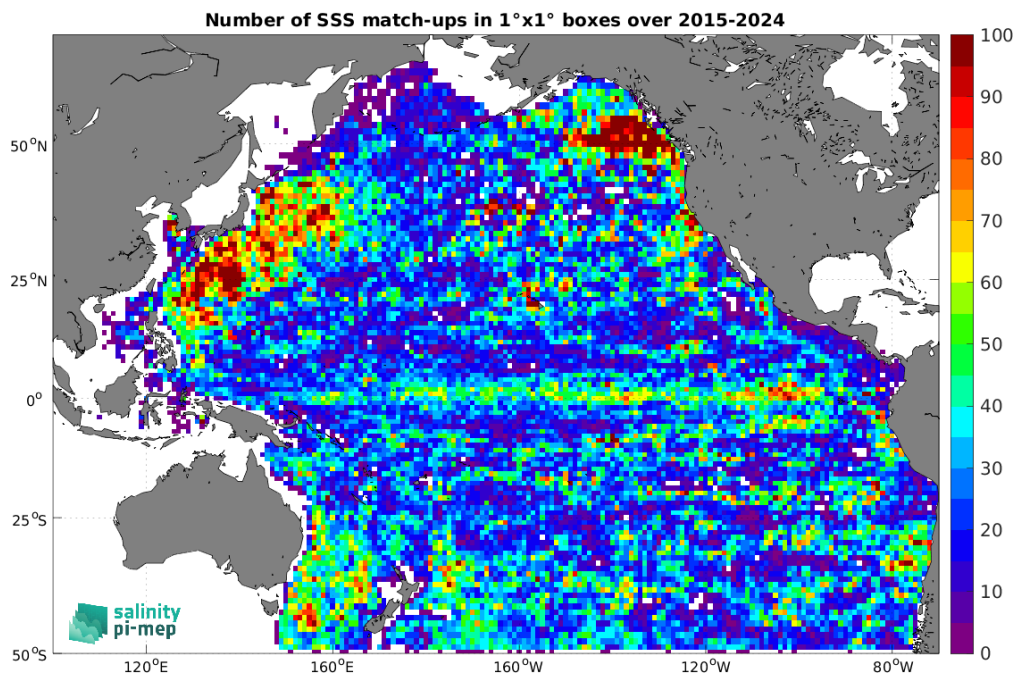 Number of SSS match-ups in 1°x1° boxes over 2015-2024
100
90
80
70
60
50
40
30
20
10
0
50°N
25°N
0°
25°S
50°S
120°E
160°E
160°W
120°W
80°W
salinity
pi-mep